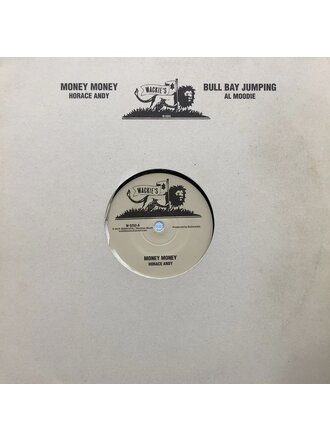 MONEY MONEY
HORACE ANDY
WACKIE'S
BULL BAY JUMPING
AL MOODIE
WACKIE'S
MONEY MONEY
HORACE ANDY